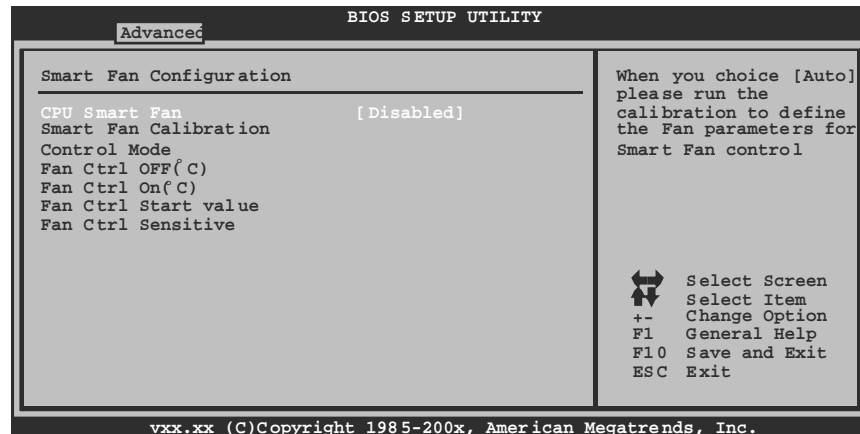 BIOS SETUP UTILITY
Advanced
Smart Fan Configuration
CPU Smart Fan [Disabled]
Smart Fan Calibration
Control Mode
Fan Ctrl OFF(°C)
Fan Ctrl On(°C)
Fan Ctrl Start value
Fan Ctrl Sensitive
When you choice [Auto]
please run the
calibration to define
the Fan parameters for
Smart Fan control
Select Screen
Select Item
+- Change Option
F1 General Help
F10 Save and Exit
ESC Exit
vxx.xx (C)Copyright 1985-200x, American Megatrends, Inc.